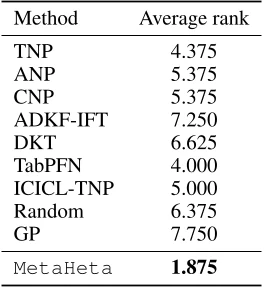 Method Average rank
TNP 4.375
ANP 5.375
CNP 5.375
ADKF-IFT 7.250
DKT 6.625
TabPFN 4.000
ICICL-TNP 5.000
Random 6.375
GP 7.750
MetaHeta 1.875